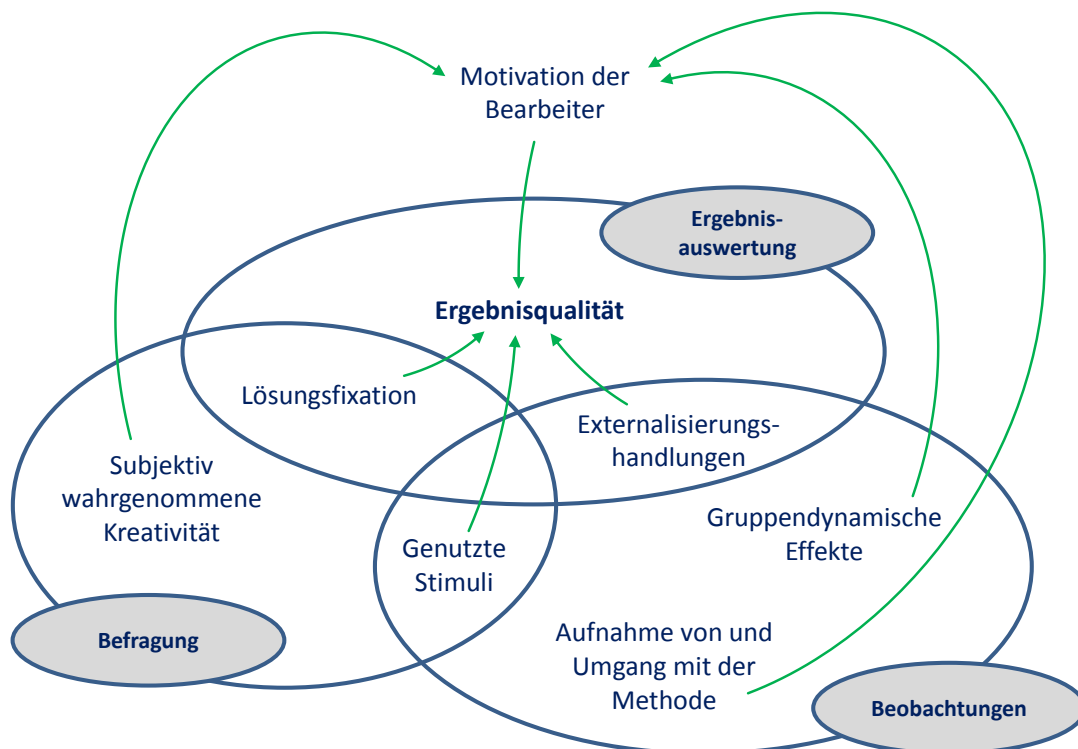 Motivation der
Bearbeiter
Ergebnis-
auswertung
Ergebnisqualität
Lösungsfixation
Externalisierungs-
handlungen
Subjektiv
wahrgenommene
Kreativität
Genutzte
Stimuli
Gruppendynamische
Effekte
Befragung
Aufnahme von und
Umgang mit der
Methode
Beobachtungen